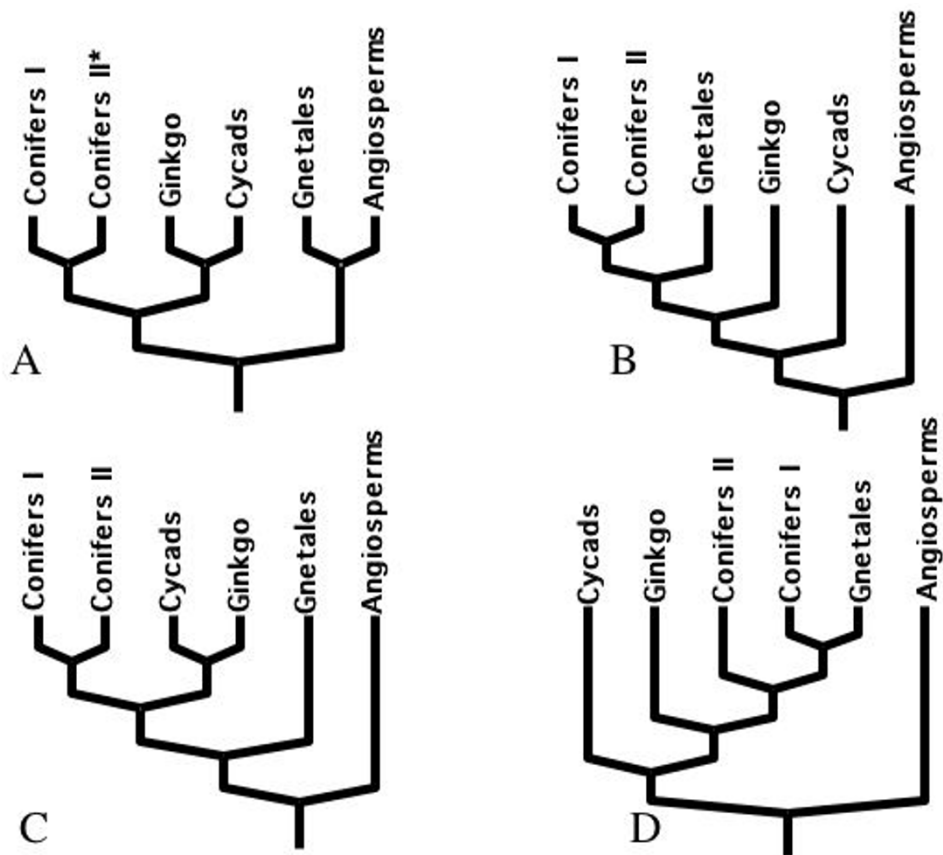 Conifers I
Conifers II*
Ginkgo
Cycads
Gnetales
Angiosperms
A
Conifers I
Conifers II
Gnetales
Ginkgo
Cycads
Angiosperms
B
Conifers I
Conifers II
Cycads
Ginkgo
Gnetales
Angiosperms
C
Cycads
Ginkgo
Conifers II
Conifers I
Gnetales
Angiosperms
D